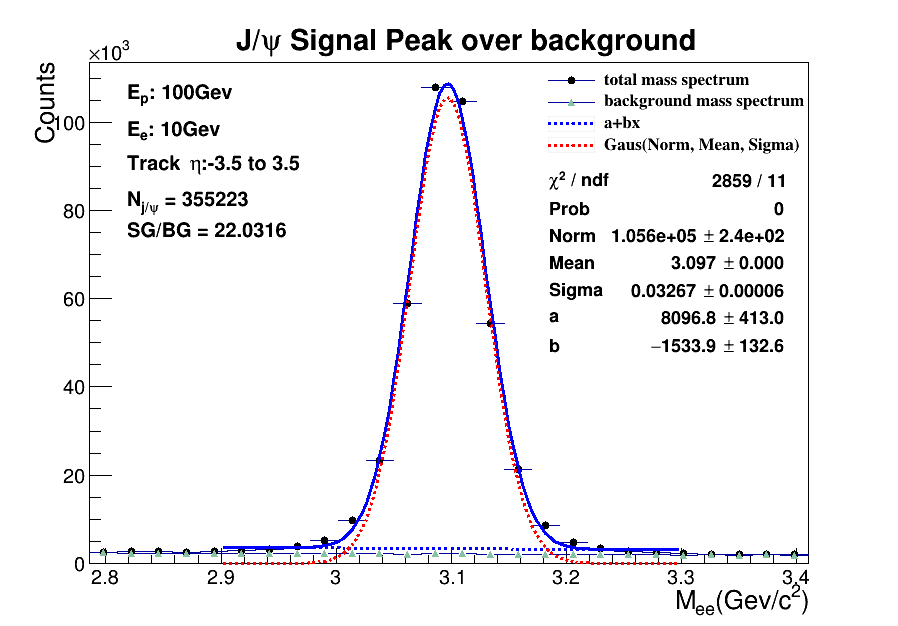 J/ψ Signal Peak over background
×10³
Counts
100
80
60
40
20
0
E_p: 100Gev
E_e: 10Gev
Track η:-3.5 to 3.5
N_j/ψ = 355223
SG/BG = 22.0316
total mass spectrum
background mass spectrum
a+bx
Gaus(Norm, Mean, Sigma)
χ² / ndf 2859 / 11
Prob 0
Norm 1.056e+05 ± 2.4e+02
Mean 3.097 ± 0.000
Sigma 0.03267 ± 0.00006
a 8096.8 ± 413.0
b −1533.9 ± 132.6
2.8 2.9 3 3.1 3.2 3.3 3.4
M_ee(Gev/c²)